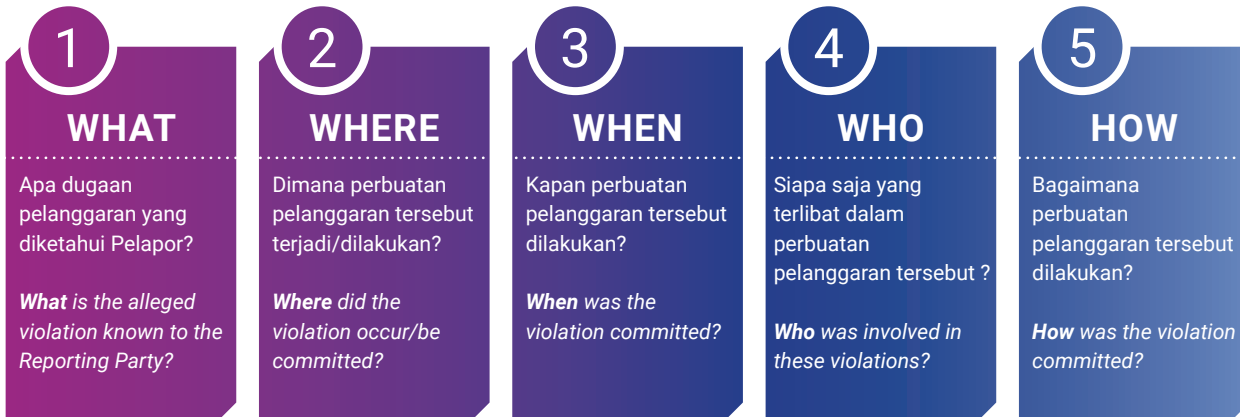 1
WHAT
Apa dugaan
pelanggaran yang
diketahui Pelapor?
What is the alleged
violation known to the
Reporting Party?
2
WHERE
Dimana perbuatan
pelanggaran tersebut
terjadi/dilakukan?
Where did the
violation occur/be
committed?
3
WHEN
Kapan perbuatan
pelanggaran tersebut
dilakukan?
When was the
violation committed?
4
WHO
Siapa saja yang
terlibat dalam
perbuatan
pelanggaran tersebut ?
Who was involved in
these violations?
5
HOW
Bagaimana
perbuatan
pelanggaran tersebut
dilakukan?
How was the violation
committed?